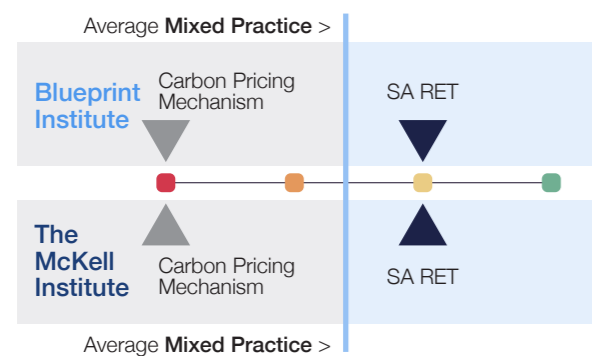 Average Mixed Practice >
Blueprint
Institute
Carbon Pricing
Mechanism
SA RET
The
McKell
Institute
Carbon Pricing
Mechanism
SA RET
Average Mixed Practice >